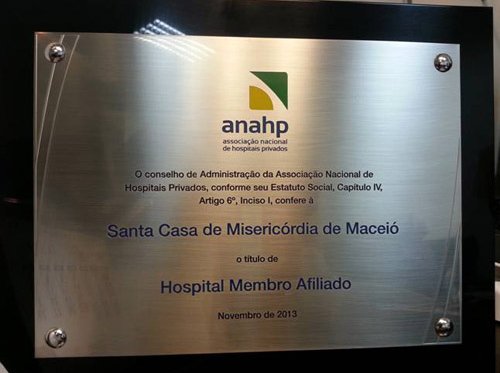 anahp
associação nacional
de hospitais privados
O conselho de Administração da Associação Nacional de
Hospitais Privados, conforme seu Estatuto Social, Capítulo IV,
Artigo 6º, Inciso I, confere à
Santa Casa de Misericórdia de Maceió
o título de
Hospital Membro Afiliado
Novembro de 2013